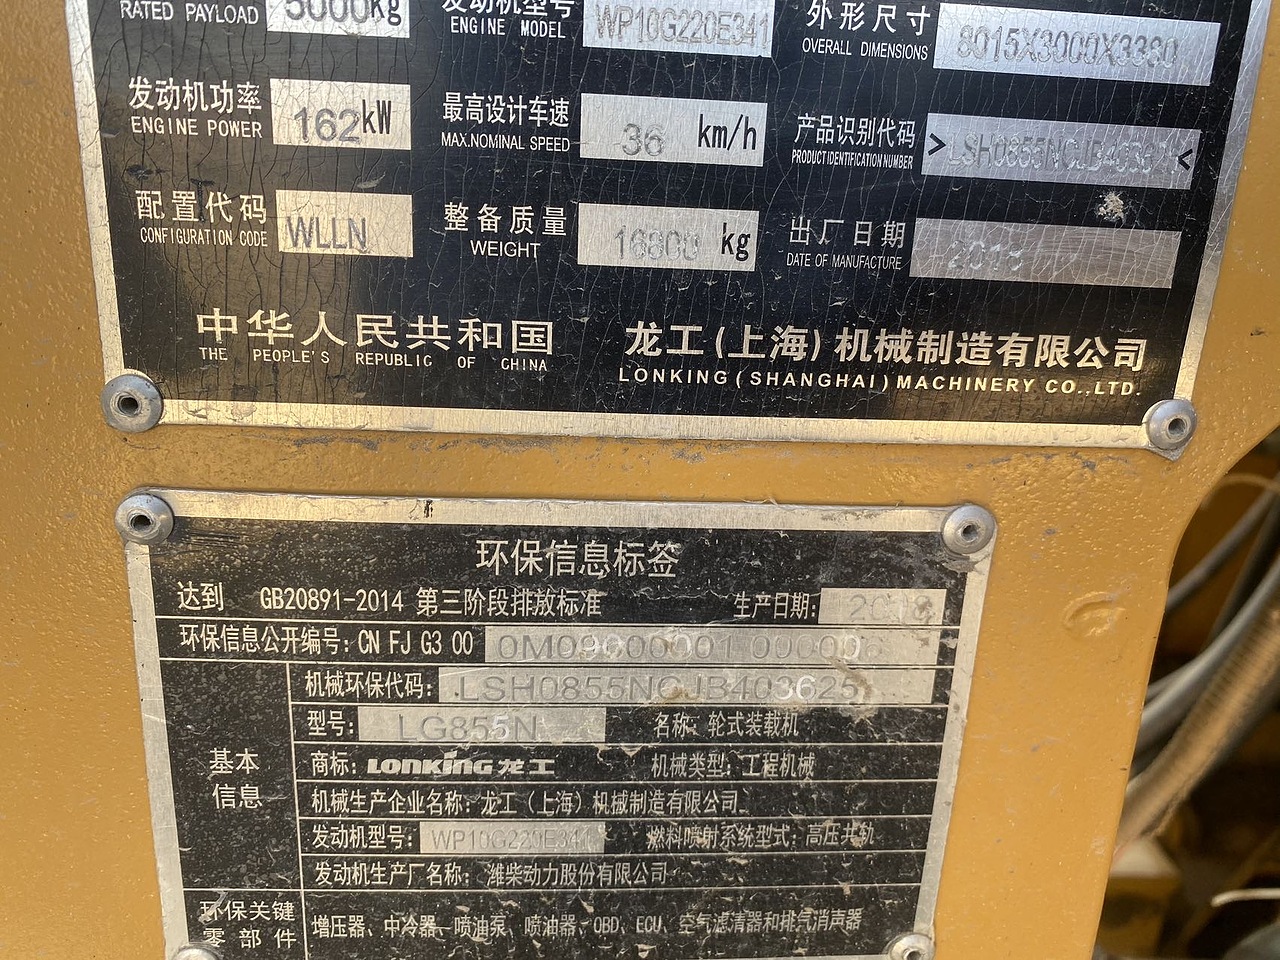 RATED PAYLOAD 5000kg 发动机型号 ENGINE MODEL WP10G220E341 外形尺寸 OVERALL DIMENSIONS 8015X3000X3380
发动机功率 ENGINE POWER 162kW 最高设计车速 MAX.NOMINAL SPEED 36 km/h 产品识别代码 PRODUCT IDENTIFICATION NUMBER
配置代码 CONFIGURATION CODE WLLN 整备质量 WEIGHT 16800 kg 出厂日期 DATE OF MANUFACTURE
中华人民共和国 龙工(上海)机械制造有限公司
THE PEOPLE'S REPUBLIC OF CHINA LONKING(SHANGHAI)MACHINERY CO.,LTD.
环保信息标签
达到 GB20891-2014 第三阶段排放标准 生产日期:
环保信息公开编号: CN FJ G3 00 0M09600001 000006
机械环保代码: LSH0855NCJB403625
型号: LG855N 名称: 轮式装载机
基本信息 商标: LONKING 龙工 机械类型: 工程机械
机械生产企业名称: 龙工(上海)机械制造有限公司
发动机型号: WP10G220E341 燃料喷射系统型式: 高压共轨
发动机生产厂名称: 潍柴动力股份有限公司
环保关键零部件 增压器、中冷器、喷油泵、喷油器、OBD、ECU、空气滤清器和排气消声器